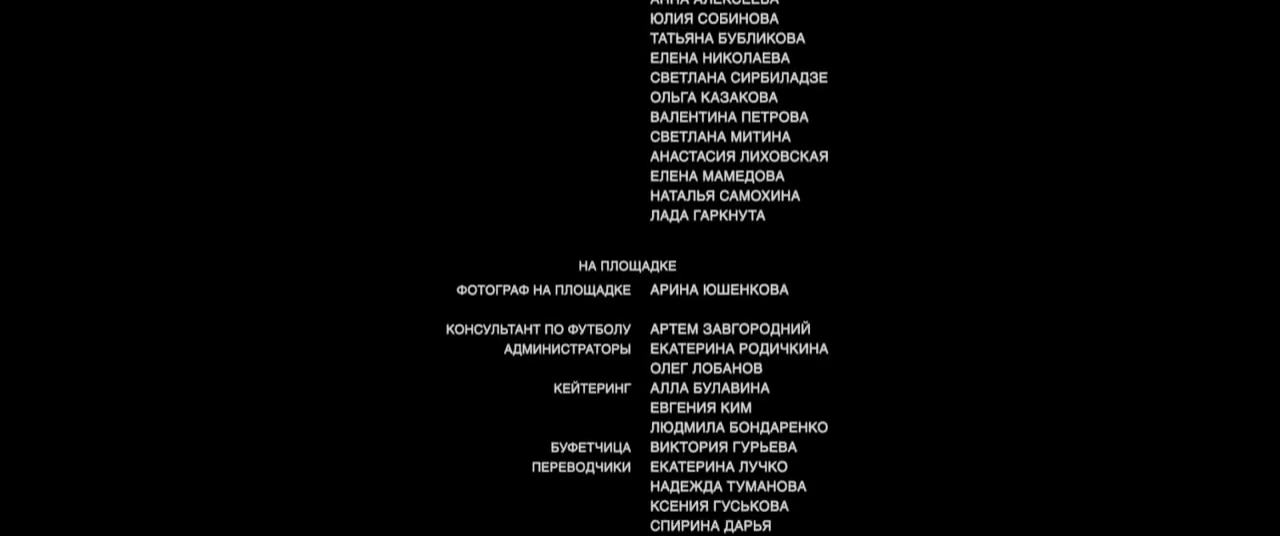 АННА АЛЕКСЕЕВА
ЮЛИЯ СОБИНОВА
ТАТЬЯНА БУБЛИКОВА
ЕЛЕНА НИКОЛАЕВА
СВЕТЛАНА СИРБИЛАДЗЕ
ОЛЬГА КАЗАКОВА
ВАЛЕНТИНА ПЕТРОВА
СВЕТЛАНА МИТИНА
АНАСТАСИЯ ЛИХОВСКАЯ
ЕЛЕНА МАМЕДОВА
НАТАЛЬЯ САМОХИНА
ЛАДА ГАРКНУТА
НА ПЛОЩАДКЕ
ФОТОГРАФ НА ПЛОЩАДКЕ АРИНА ЮШЕНКОВА
КОНСУЛЬТАНТ ПО ФУТБОЛУ АРТЕМ ЗАВГОРОДНИЙ
АДМИНИСТРАТОРЫ ЕКАТЕРИНА РОДИЧКИНА
ОЛЕГ ЛОБАНОВ
КЕЙТЕРИНГ АЛЛА БУЛАВИНА
ЕВГЕНИЯ КИМ
ЛЮДМИЛА БОНДАРЕНКО
БУФЕТЧИЦА ВИКТОРИЯ ГУРЬЕВА
ПЕРЕВОДЧИКИ ЕКАТЕРИНА ЛУЧКО
НАДЕЖДА ТУМАНОВА
КСЕНИЯ ГУСЬКОВА
СПИРИНА ДАРЬЯ